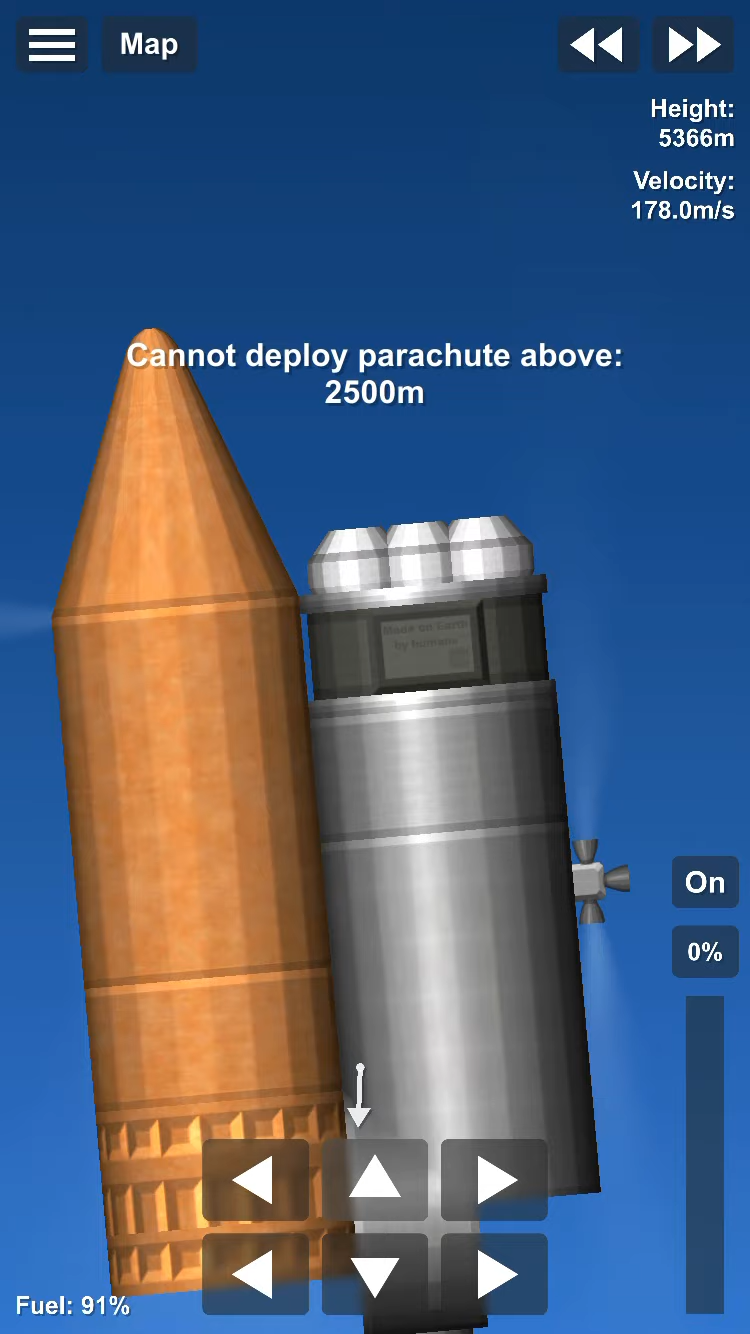 Map
Height:
5366m
Velocity:
178.0m/s
Cannot deploy parachute above:
2500m
Made on Earth
by humans
On
0%
Fuel: 91%